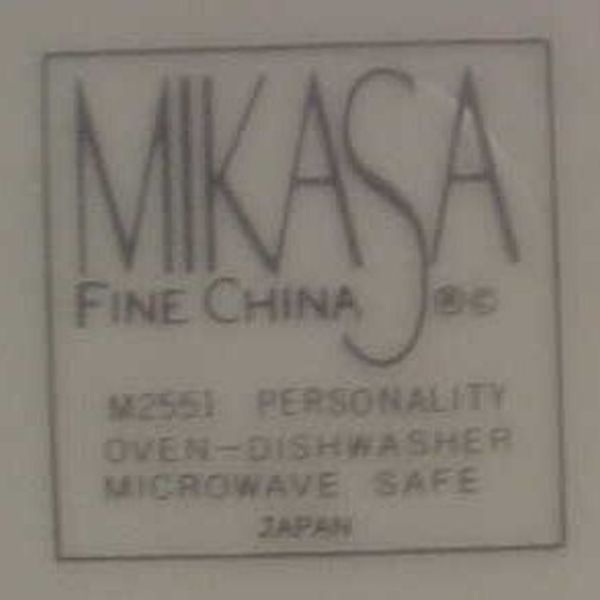 MIKASA
FINE CHINA ®©
M2551 PERSONALITY
OVEN-DISHWASHER
MICROWAVE SAFE
JAPAN